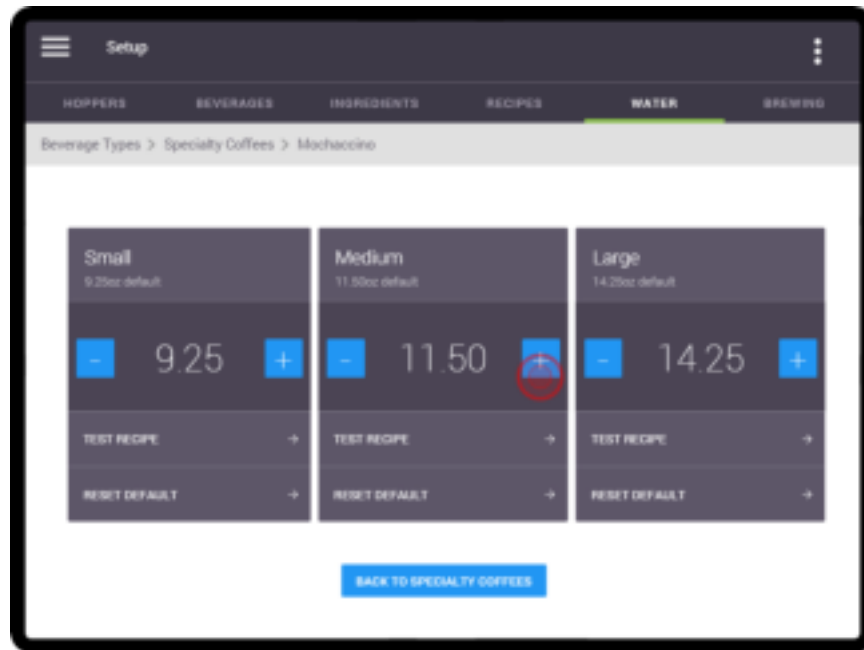 Setup
HOPPERS BEVERAGES INGREDIENTS RECIPES WATER BREWING
Beverage Types > Specialty Coffees > Mochaccino
Small Medium Large
9.25oz default 11.50oz default 14.25oz default
- 9.25 + - 11.50 + - 14.25 +
TEST RECIPE → TEST RECIPE → TEST RECIPE →
RESET DEFAULT → RESET DEFAULT → RESET DEFAULT →
BACK TO SPECIALTY COFFEES